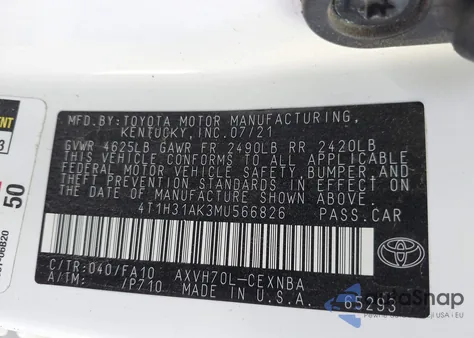 MFD.BY:TOYOTA MOTOR MANUFACTURING,
KENTUCKY, INC.07/21
GVWR 4625LB GAWR FR 2490LB RR 2420LB
THIS VEHICLE CONFORMS TO ALL APPLICABLE
FEDERAL MOTOR VEHICLE SAFETY, BUMPER AND
THEFT PREVENTION STANDARDS IN EFFECT ON
THE DATE OF MANUFACTURE SHOWN ABOVE.
4T1H31AK3MU566826 PASS.CAR
C/TR:040/FA10 AXVH70L-CEXNBA
A/TM: /P710 MADE IN U.S.A.
65293
TOYOTA
50